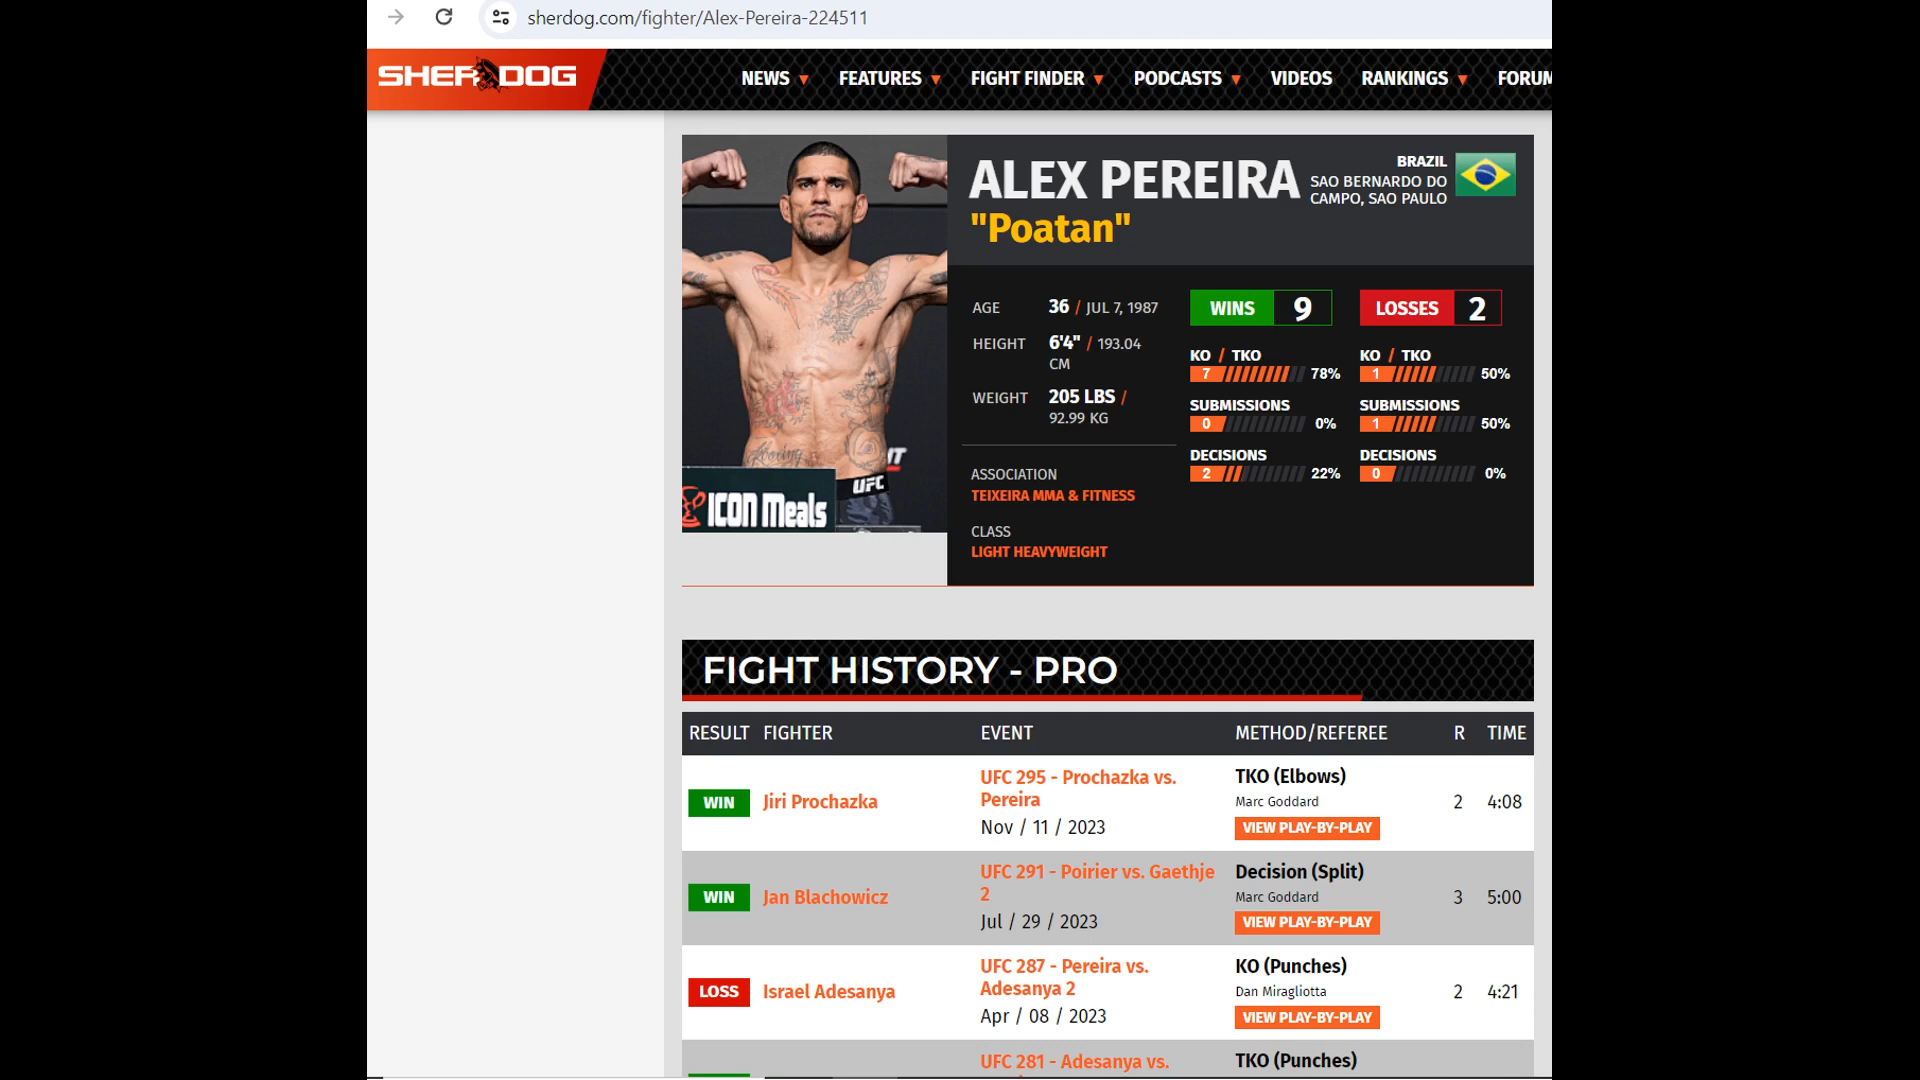 sherdog.com/fighter/Alex-Pereira-224511
SHERDOG
NEWS ▼ FEATURES ▼ FIGHT FINDER ▼ PODCASTS ▼ VIDEOS RANKINGS ▼ FORUM
ALEX PEREIRA
"Poatan"
BRAZIL
SAO BERNARDO DO
CAMPO, SAO PAULO
UFC
ICON Meals
AGE 36 / JUL 7, 1987
HEIGHT 6'4" / 193.04
CM
WEIGHT 205 LBS /
92.99 KG
ASSOCIATION
TEIXEIRA MMA & FITNESS
CLASS
LIGHT HEAVYWEIGHT
WINS 9
KO / TKO
7 78%
SUBMISSIONS
0 0%
DECISIONS
2 22%
LOSSES 2
KO / TKO
1 50%
SUBMISSIONS
1 50%
DECISIONS
0 0%
FIGHT HISTORY - PRO
RESULT FIGHTER EVENT METHOD/REFEREE R TIME
WIN Jiri Prochazka
UFC 295 - Prochazka vs.
Pereira
Nov / 11 / 2023
TKO (Elbows)
Marc Goddard
VIEW PLAY-BY-PLAY
2 4:08
WIN Jan Blachowicz
UFC 291 - Poirier vs. Gaethje
2
Jul / 29 / 2023
Decision (Split)
Marc Goddard
VIEW PLAY-BY-PLAY
3 5:00
LOSS Israel Adesanya
UFC 287 - Pereira vs.
Adesanya 2
Apr / 08 / 2023
KO (Punches)
Dan Miragliotta
VIEW PLAY-BY-PLAY
2 4:21
UFC 281 - Adesanya vs.
TKO (Punches)